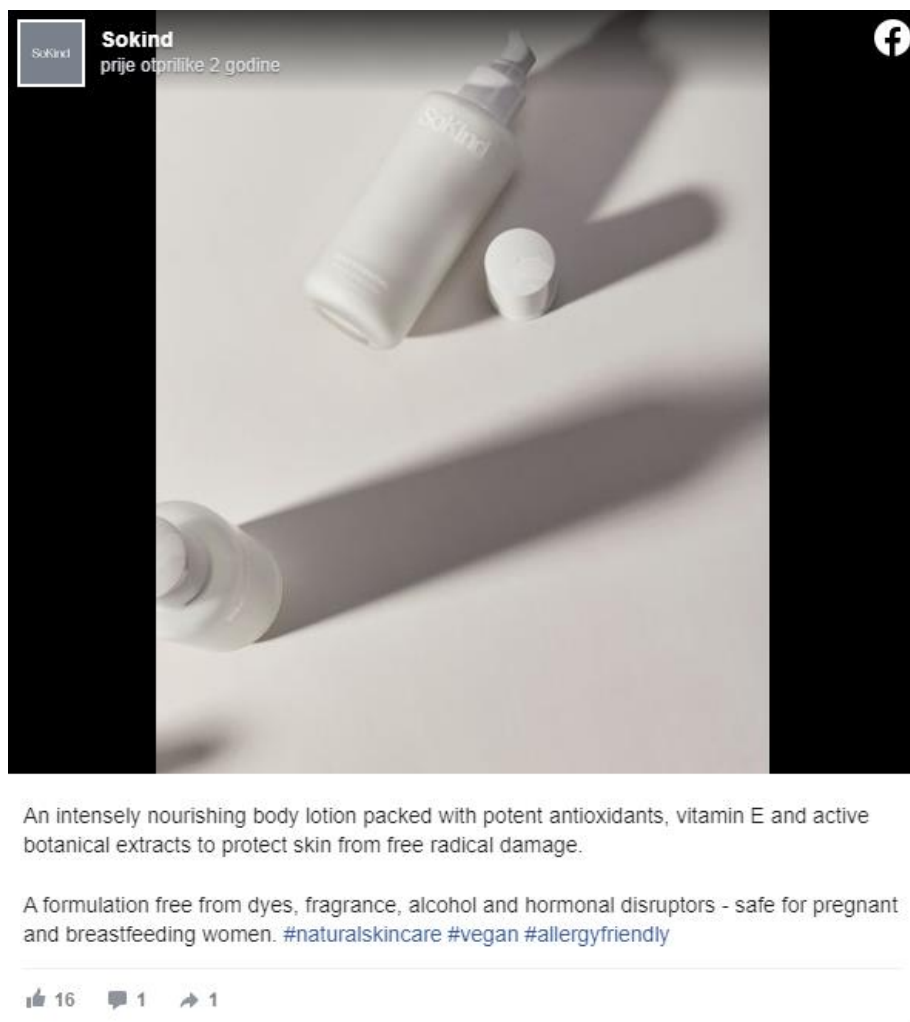 SoKind
Sokind
prije otprilike 2 godine
SoKind
An intensely nourishing body lotion packed with potent antioxidants, vitamin E and active
botanical extracts to protect skin from free radical damage.
A formulation free from dyes, fragrance, alcohol and hormonal disruptors - safe for pregnant
and breastfeeding women. #naturalskincare #vegan #allergyfriendly
16
1
1